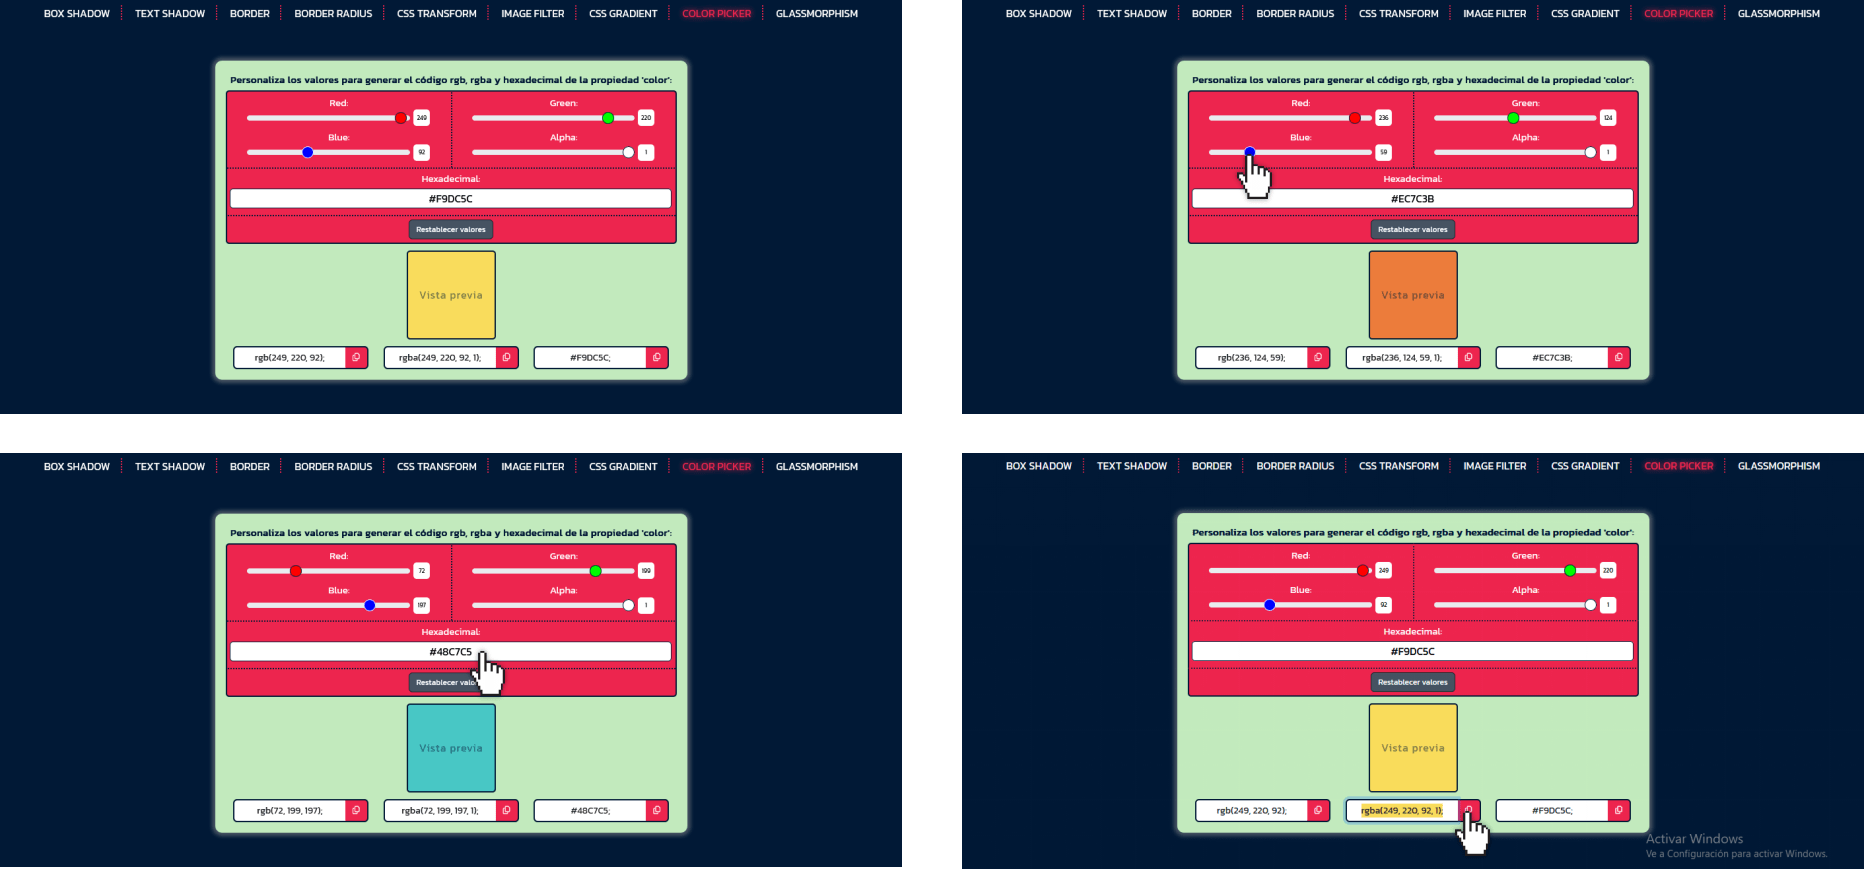 BOX SHADOW TEXT SHADOW BORDER BORDER RADIUS CSS TRANSFORM IMAGE FILTER CSS GRADIENT COLOR PICKER GLASSMORPHISM
Personaliza los valores para generar el código rgb, rgba y hexadecimal de la propiedad 'color':
Red: Green:
249 220
Blue: Alpha:
92 1
Hexadecimal:
#F9DC5C
Restablecer valores
Vista previa
rgb(249, 220, 92); rgba(249, 220, 92, 1); #F9DC5C;
BOX SHADOW TEXT SHADOW BORDER BORDER RADIUS CSS TRANSFORM IMAGE FILTER CSS GRADIENT COLOR PICKER GLASSMORPHISM
Personaliza los valores para generar el código rgb, rgba y hexadecimal de la propiedad 'color':
Red: Green:
236 124
Blue: Alpha:
59 1
Hexadecimal:
#EC7C3B
Restablecer valores
Vista previa
rgb(236, 124, 59); rgba(236, 124, 59, 1); #EC7C3B;
BOX SHADOW TEXT SHADOW BORDER BORDER RADIUS CSS TRANSFORM IMAGE FILTER CSS GRADIENT COLOR PICKER GLASSMORPHISM
Personaliza los valores para generar el código rgb, rgba y hexadecimal de la propiedad 'color':
Red: Green:
72 199
Blue: Alpha:
197 1
Hexadecimal:
#48C7C5
Restablecer valo
Vista previa
rgb(72, 199, 197); rgba(72, 199, 197, 1); #48C7C5;
BOX SHADOW TEXT SHADOW BORDER BORDER RADIUS CSS TRANSFORM IMAGE FILTER CSS GRADIENT COLOR PICKER GLASSMORPHISM
Personaliza los valores para generar el código rgb, rgba y hexadecimal de la propiedad 'color':
Red: Green:
249 220
Blue: Alpha:
92 1
Hexadecimal:
#F9DC5C
Restablecer valores
Vista previa
rgb(249, 220, 92); rgba(249, 220, 92, 1); #F9DC5C;
Activar Windows
Ve a Configuración para activar Windows.